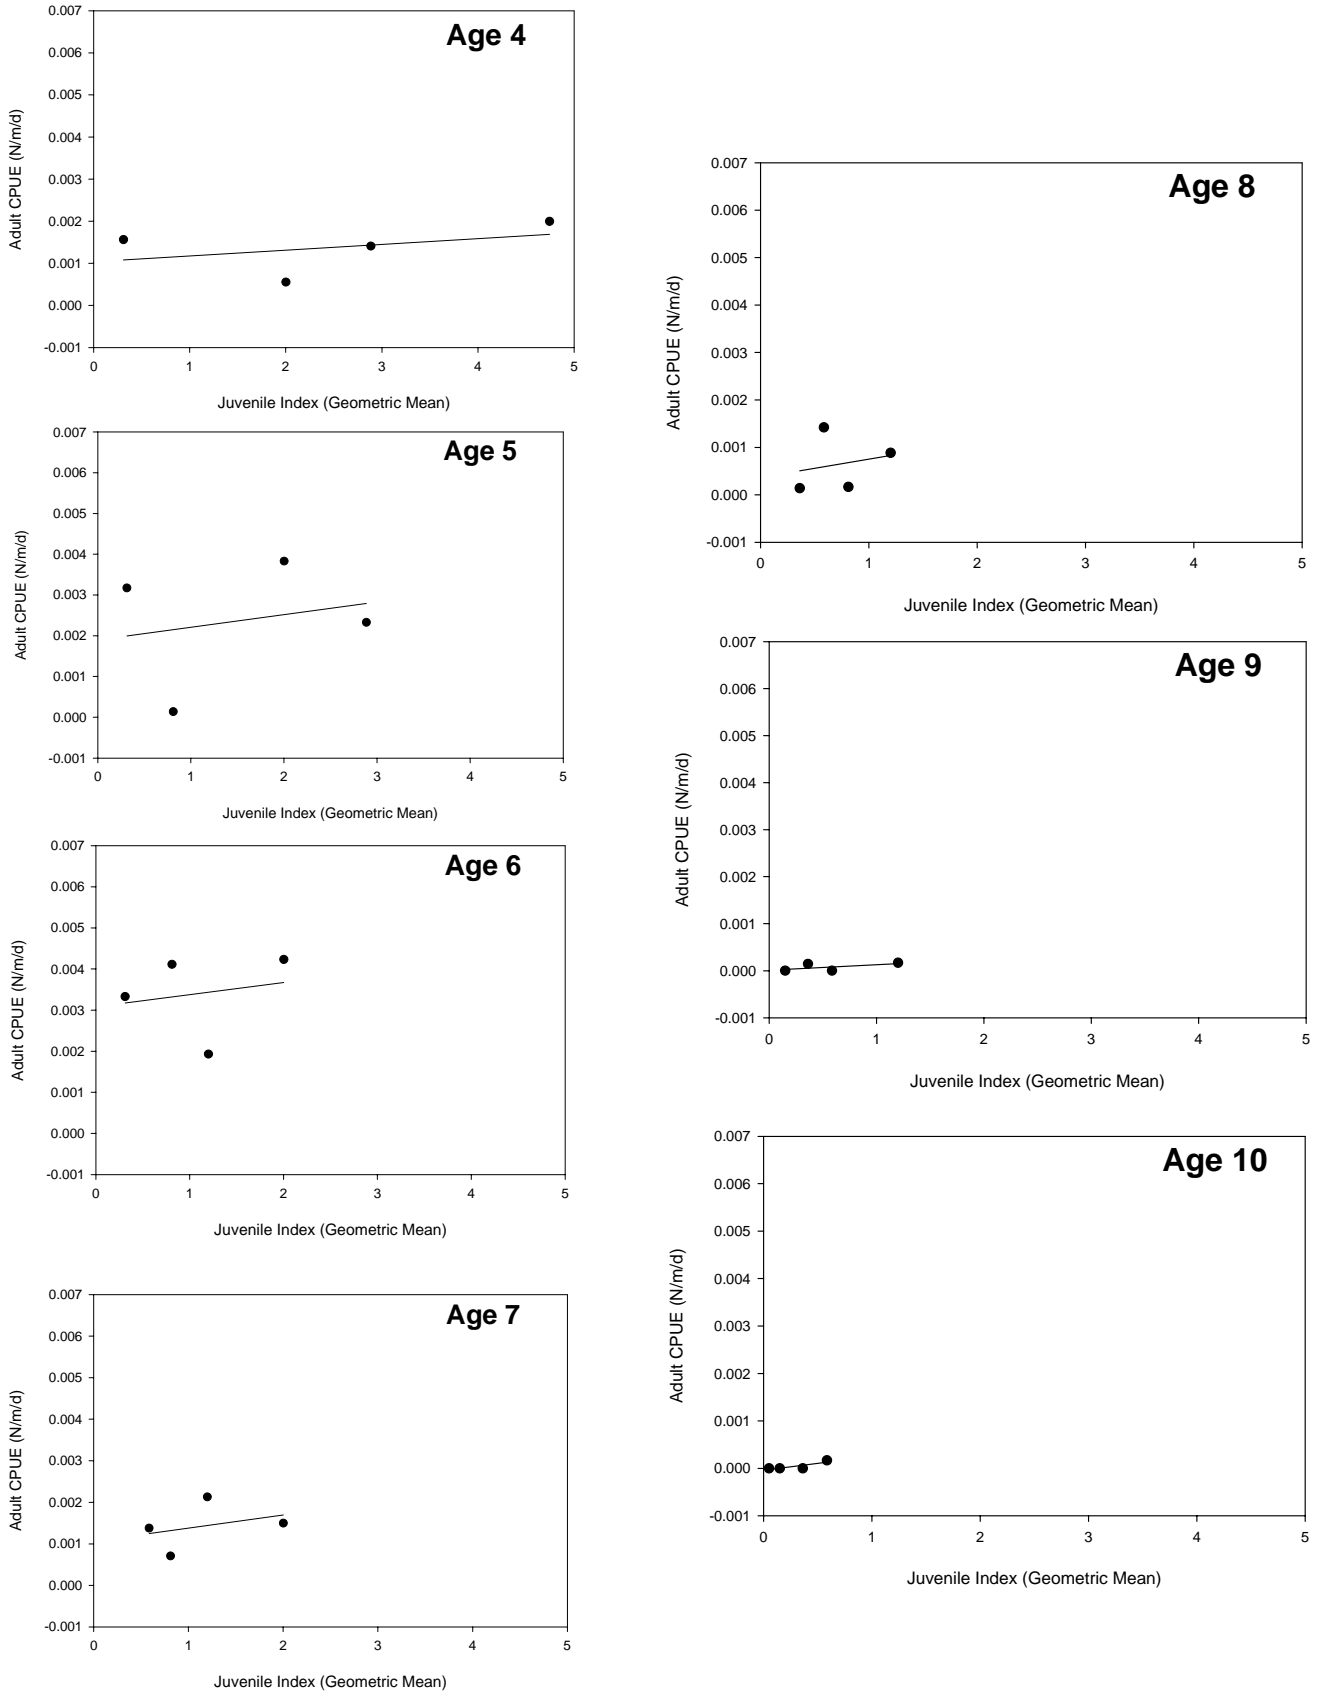 Age 4
Adult CPUE (N/m/d)
0.007
0.006
0.005
0.004
0.003
0.002
0.001
0.000
-0.001
0 1 2 3 4 5
Juvenile Index (Geometric Mean)
Age 5
Adult CPUE (N/m/d)
0.007
0.006
0.005
0.004
0.003
0.002
0.001
0.000
-0.001
0 1 2 3 4 5
Juvenile Index (Geometric Mean)
Age 6
Adult CPUE (N/m/d)
0.007
0.006
0.005
0.004
0.003
0.002
0.001
0.000
-0.001
0 1 2 3 4 5
Juvenile Index (Geometric Mean)
Age 7
Adult CPUE (N/m/d)
0.007
0.006
0.005
0.004
0.003
0.002
0.001
0.000
-0.001
0 1 2 3 4 5
Juvenile Index (Geometric Mean)
Age 8
Adult CPUE (N/m/d)
0.007
0.006
0.005
0.004
0.003
0.002
0.001
0.000
-0.001
0 1 2 3 4 5
Juvenile Index (Geometric Mean)
Age 9
Adult CPUE (N/m/d)
0.007
0.006
0.005
0.004
0.003
0.002
0.001
0.000
-0.001
0 1 2 3 4 5
Juvenile Index (Geometric Mean)
Age 10
Adult CPUE (N/m/d)
0.007
0.006
0.005
0.004
0.003
0.002
0.001
0.000
-0.001
0 1 2 3 4 5
Juvenile Index (Geometric Mean)